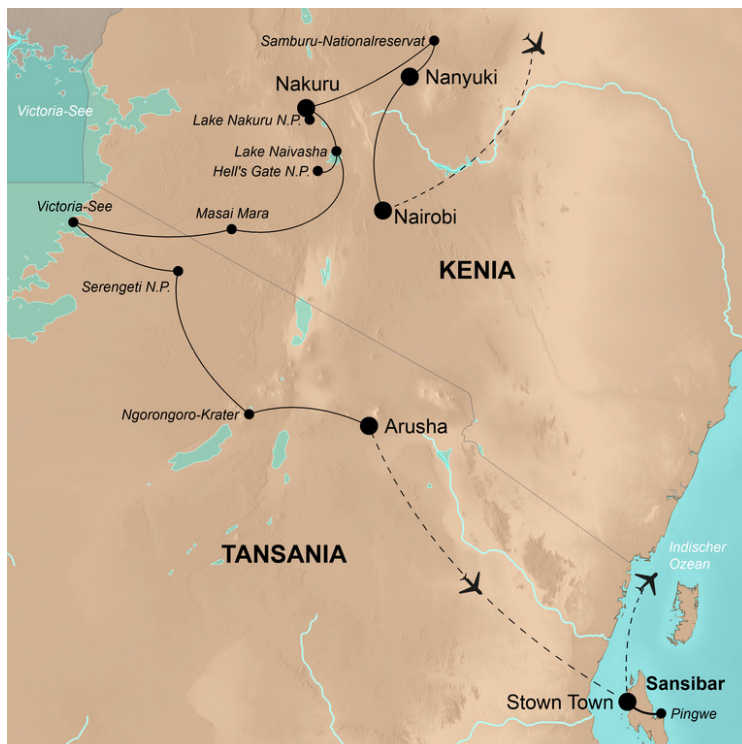 Samburu-Nationalreservat
Nakuru
Nanyuki
Victoria-See
Lake Nakuru N.P.
Lake Naivasha
Hell's Gate N.P.
Victoria-See
Masai Mara
Nairobi
KENIA
Serengeti N.P.
Ngorongoro-Krater
Arusha
TANSANIA
Indischer
Ozean
Sansibar
Stown Town
Pingwe